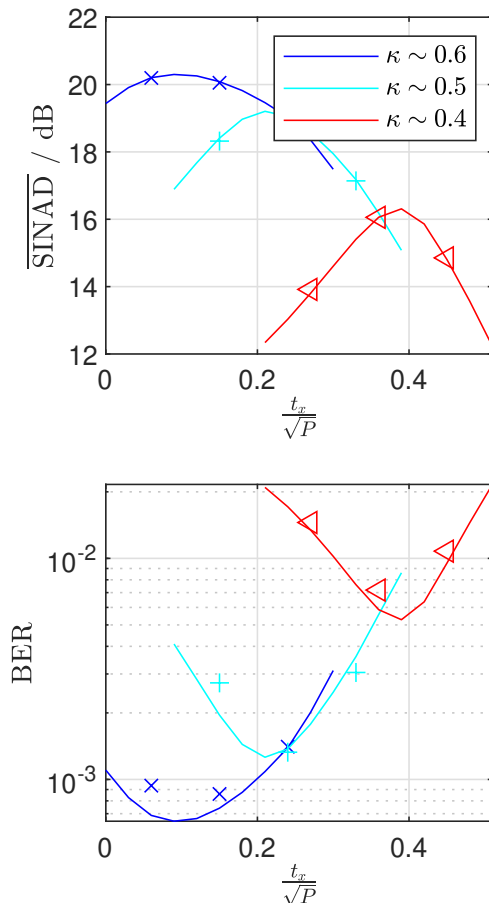 22
20
18
16
14
12
SINAD / dB
κ ∼ 0.6
κ ∼ 0.5
κ ∼ 0.4
0
0.2
0.4
t_x/√P
10^-2
10^-3
BER
0
0.2
0.4
t_x/√P